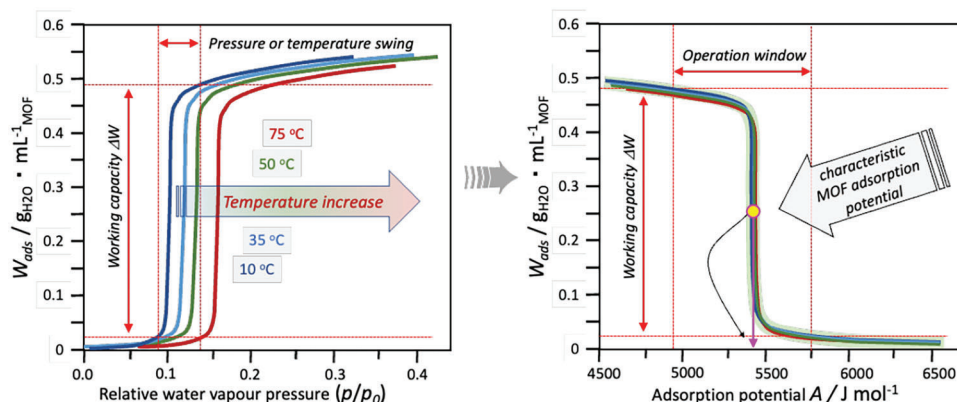 Pressure or temperature swing
W_ads / g_H2O · mL⁻¹_MOF
0.6
0.5
0.4
0.3
0.2
0.1
0
Working capacity ΔW
75 °C
50 °C
Temperature increase
35 °C
10 °C
0.0
0.1
0.2
0.3
0.4
Relative water vapour pressure (p/p₀)
Operation window
W_ads / g_H2O · mL⁻¹_MOF
0.6
0.5
0.4
0.3
0.2
0.1
0
Working capacity ΔW
characteristic
MOF adsorption
potential
4500
5000
5500
6000
6500
Adsorption potential A / J mol⁻¹